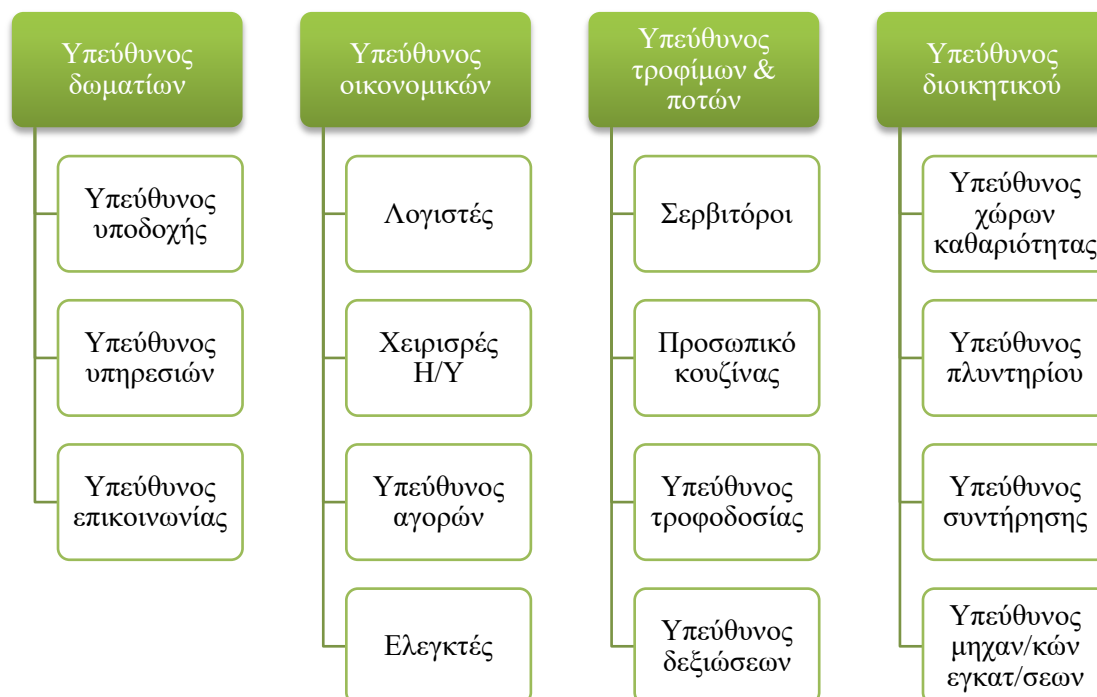 Υπεύθυνος
δωματίων
Υπεύθυνος
υποδοχής
Υπεύθυνος
υπηρεσιών
Υπεύθυνος
επικοινωνίας
Υπεύθυνος
οικονομικών
Λογιστές
Χειρισρές
Η/Υ
Υπεύθυνος
αγορών
Ελεγκτές
Υπεύθυνος
τροφίμων &
ποτών
Σερβιτόροι
Προσωπικό
κουζίνας
Υπεύθυνος
τροφοδοσίας
Υπεύθυνος
δεξιώσεων
Υπεύθυνος
διοικητικού
Υπεύθυνος
χώρων
καθαριότητας
Υπεύθυνος
πλυντηρίου
Υπεύθυνος
συντήρησης
Υπεύθυνος
μηχαν/κών
εγκατ/σεων